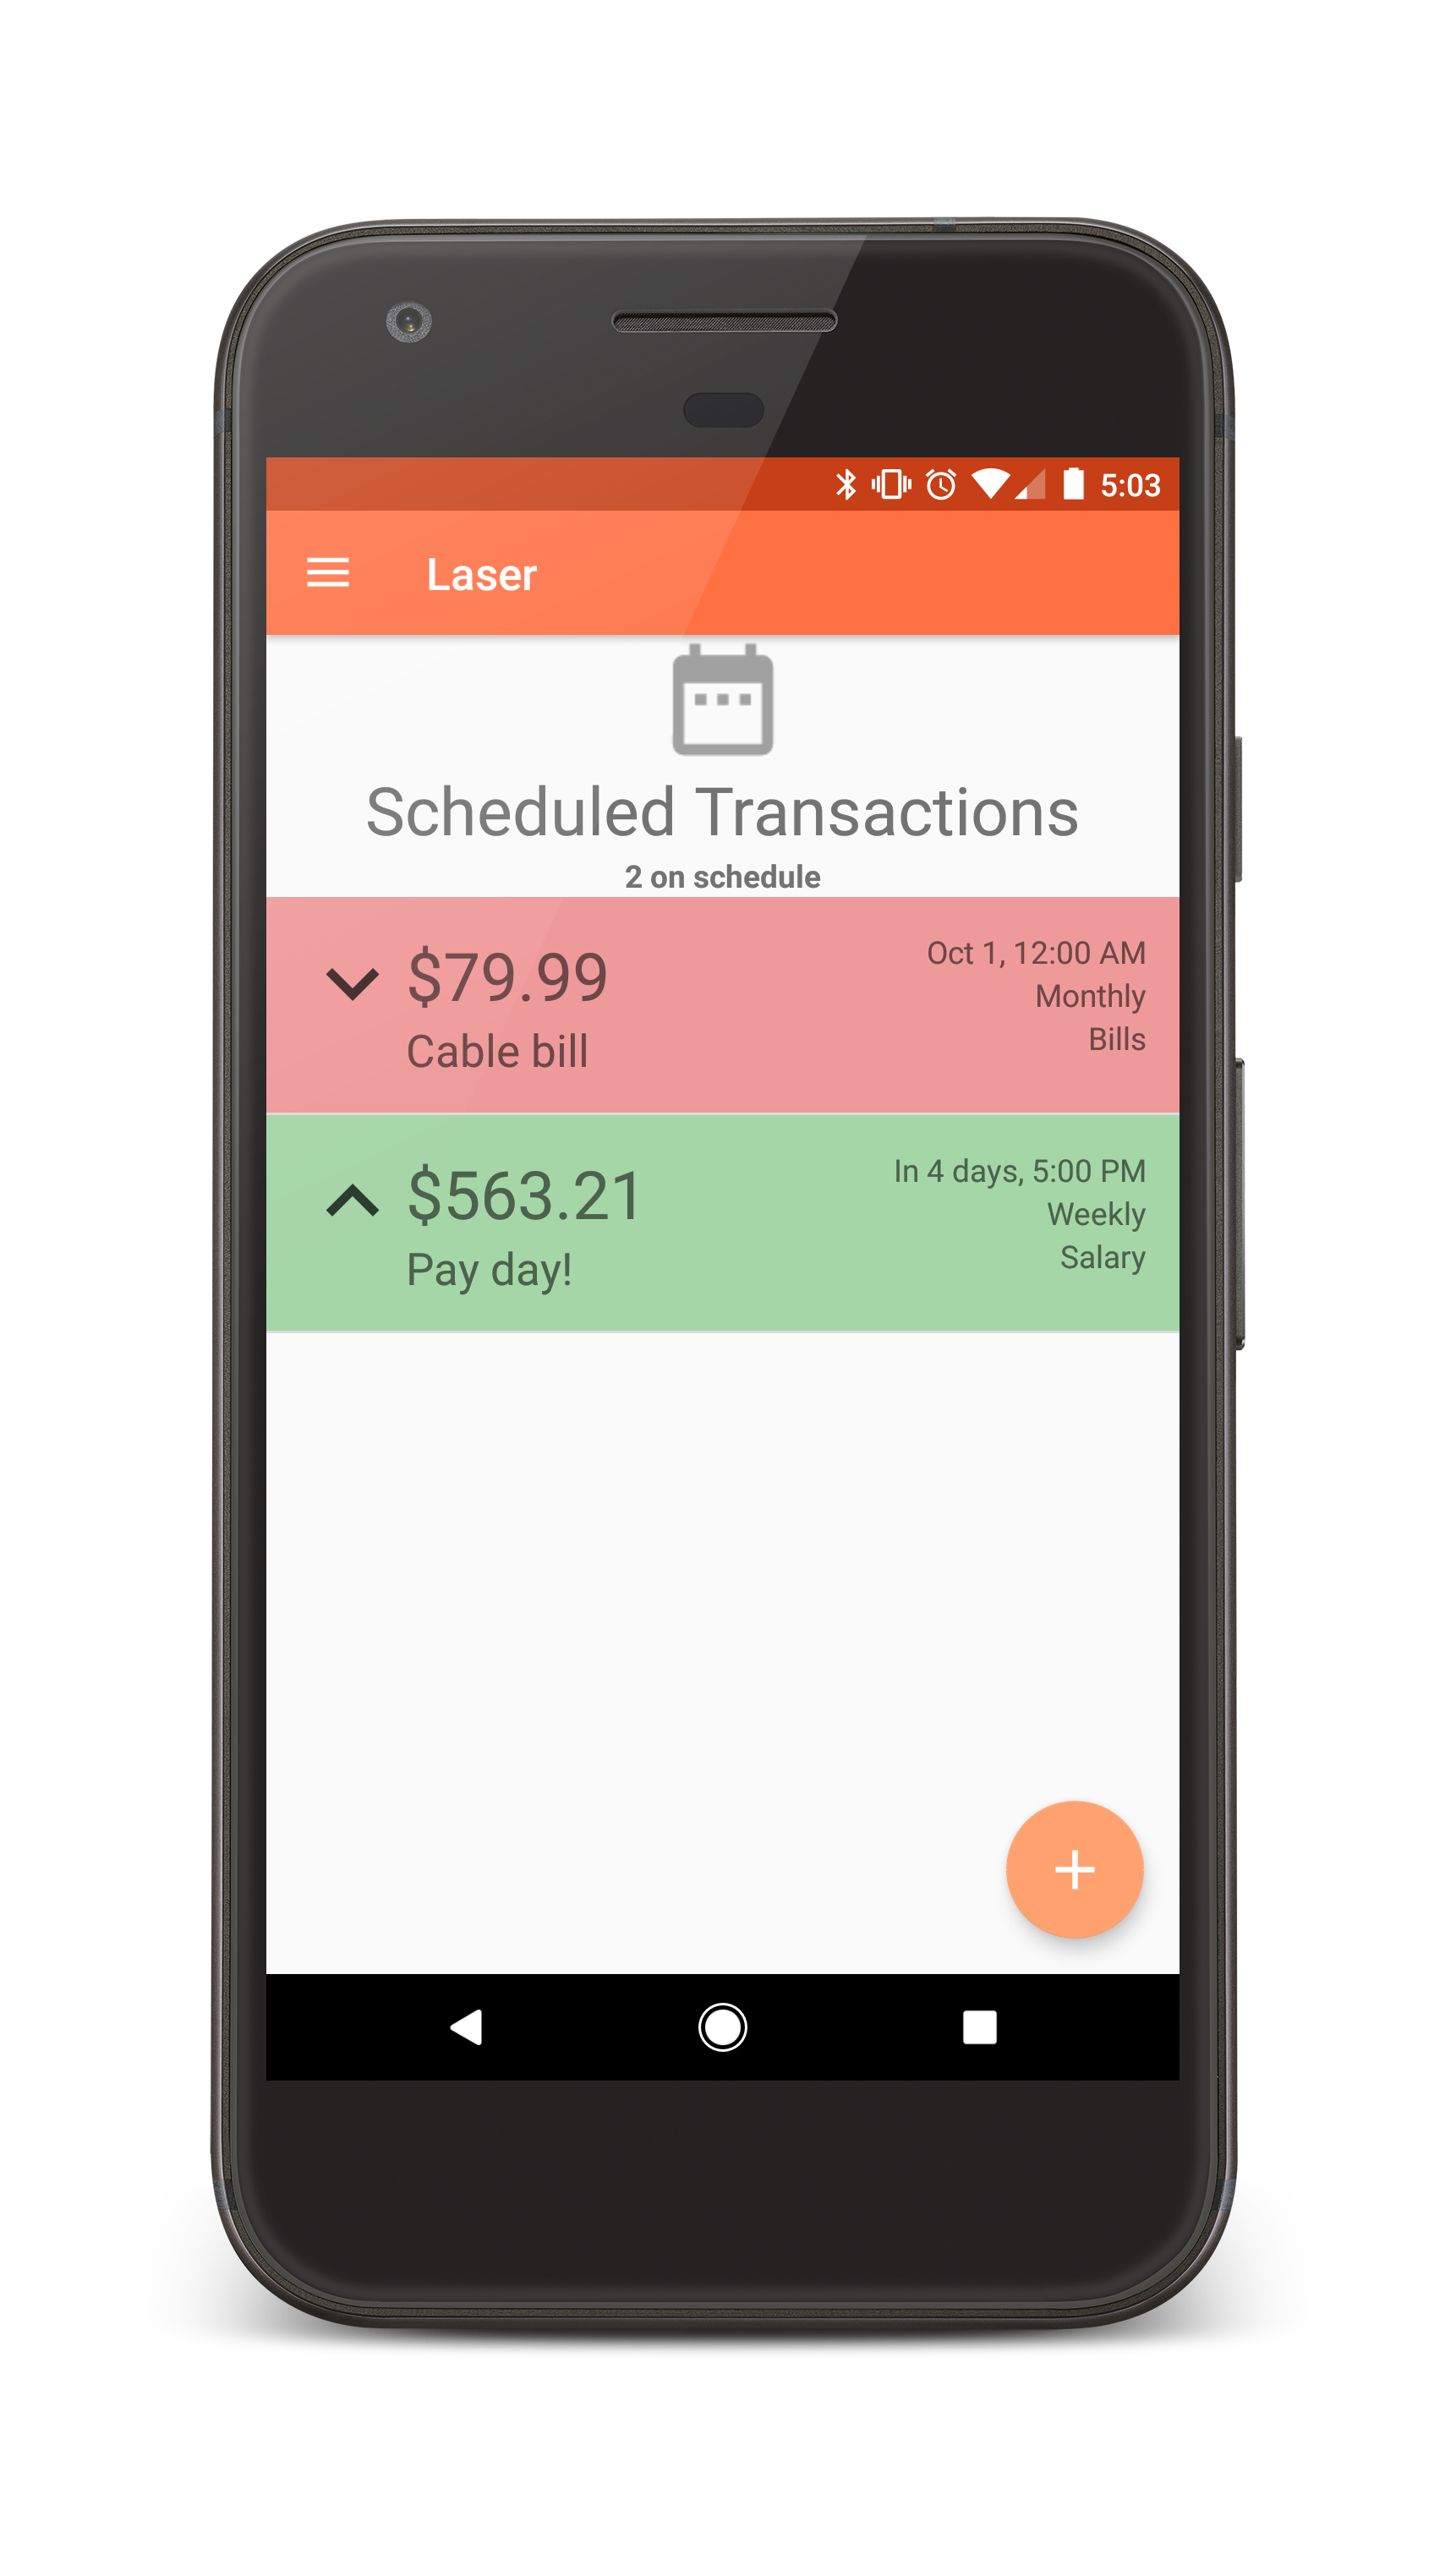 5:03
Laser
Scheduled Transactions
2 on schedule
$79.99
Cable bill
Oct 1, 12:00 AM
Monthly
Bills
$563.21
Pay day!
In 4 days, 5:00 PM
Weekly
Salary